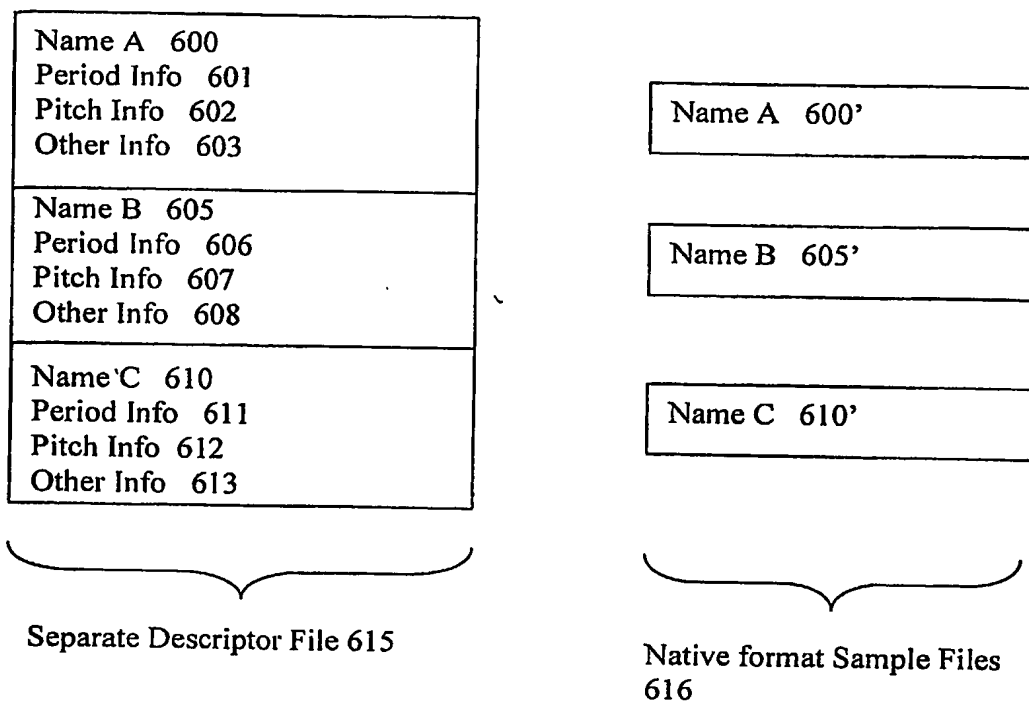 Name A 600
Period Info 601
Pitch Info 602
Other Info 603
Name B 605
Period Info 606
Pitch Info 607
Other Info 608
Name C 610
Period Info 611
Pitch Info 612
Other Info 613
Separate Descriptor File 615
Name A 600’
Name B 605’
Name C 610’
Native format Sample Files
616